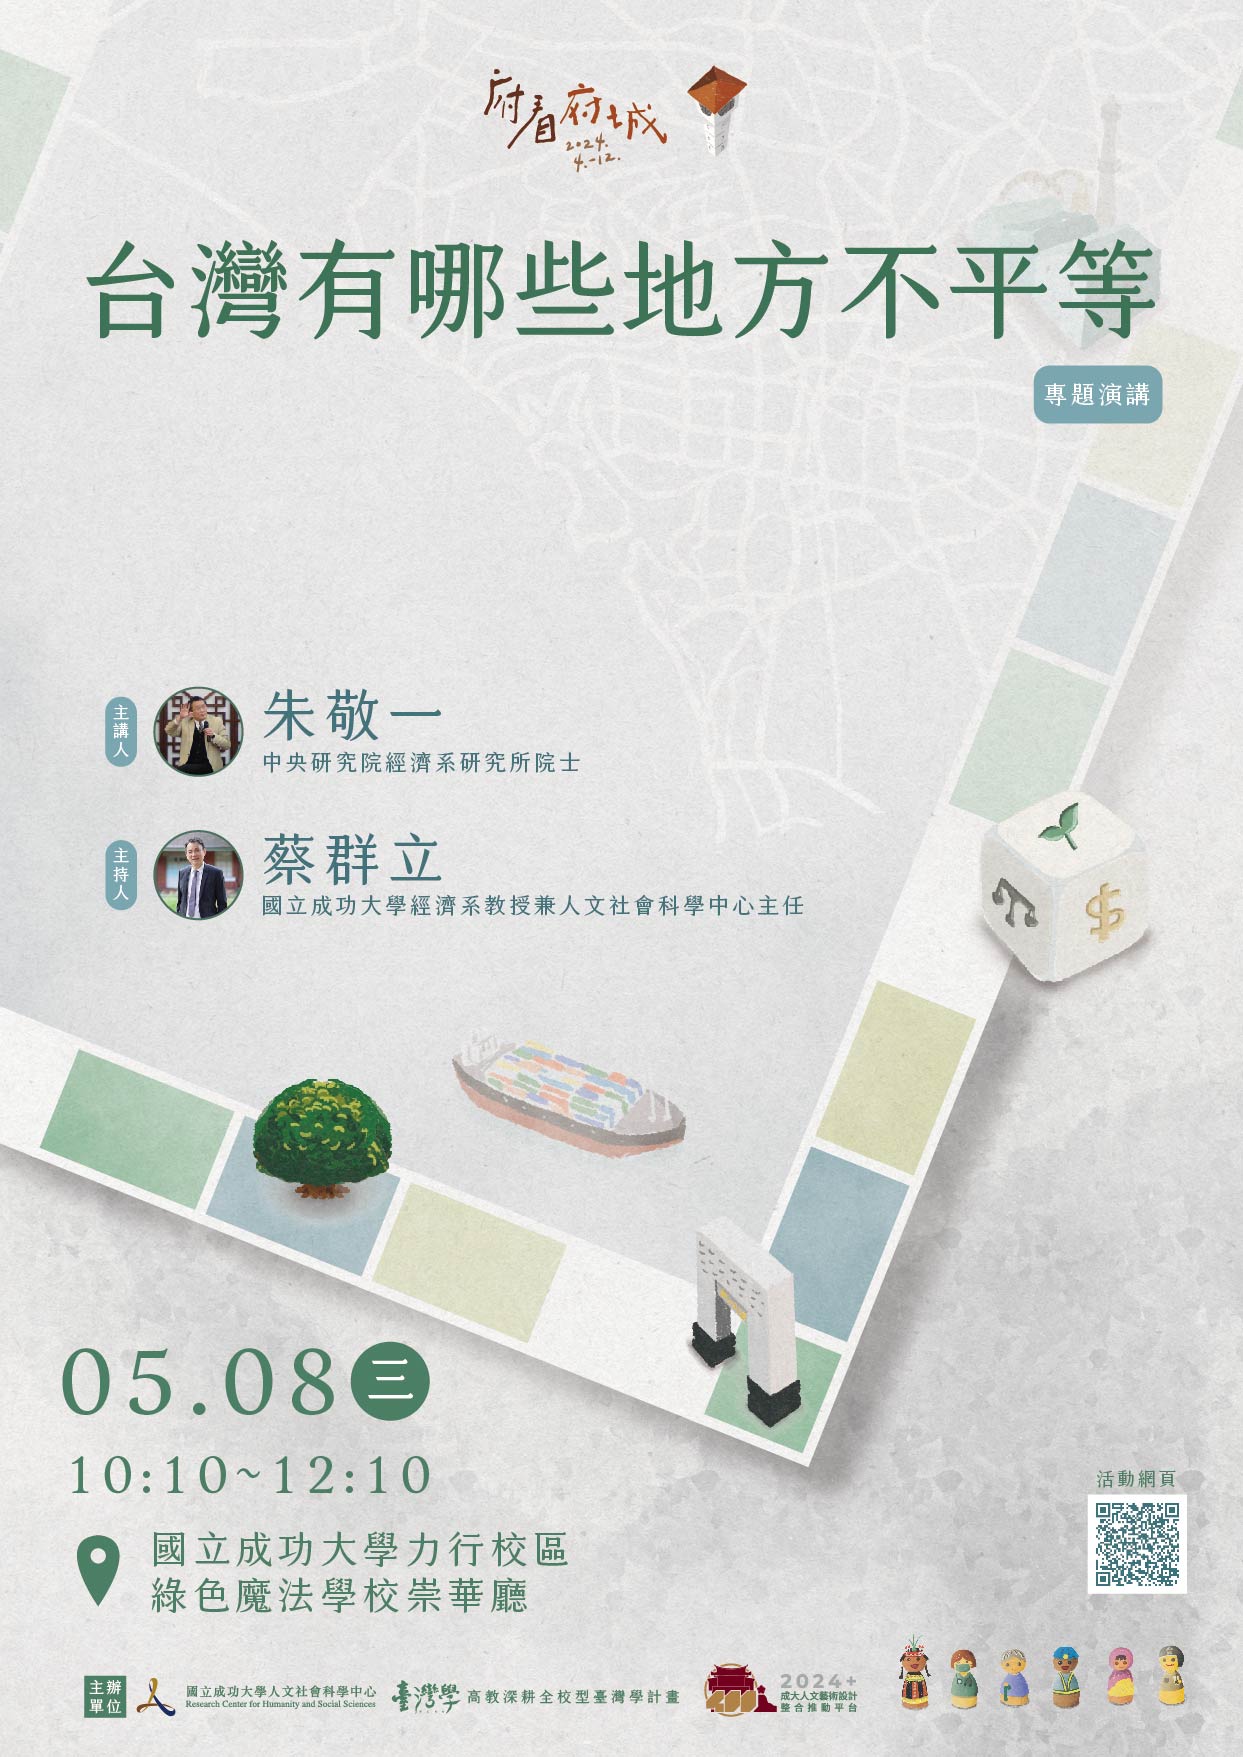 府看府城
2024.
4.-12.
台灣有哪些地方不平等
專題演講
主講人
朱敬一
中央研究院經濟系研究所院士
主持人
蔡群立
國立成功大學經濟系教授兼人文社會科學中心主任
$
05.08 三
10:10~12:10
國立成功大學力行校區
綠色魔法學校崇華廳
活動網頁
主辦單位
國立成功大學人文社會科學中心
Research Center for Humanity and Social Sciences
臺灣學 高教深耕全校型臺灣學計畫
200
2024+
成大人文藝術設計
整合推動平台